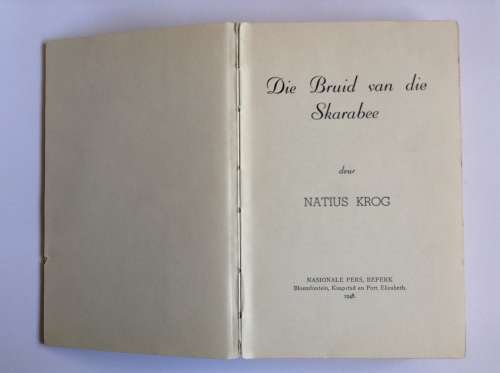 Die Bruid van die
Skarabee
deur
NATIUS KROG
NASIONALE PERS, BEPERK
Bloemfontein, Kaapstad en Port Elizabeth.
1948.